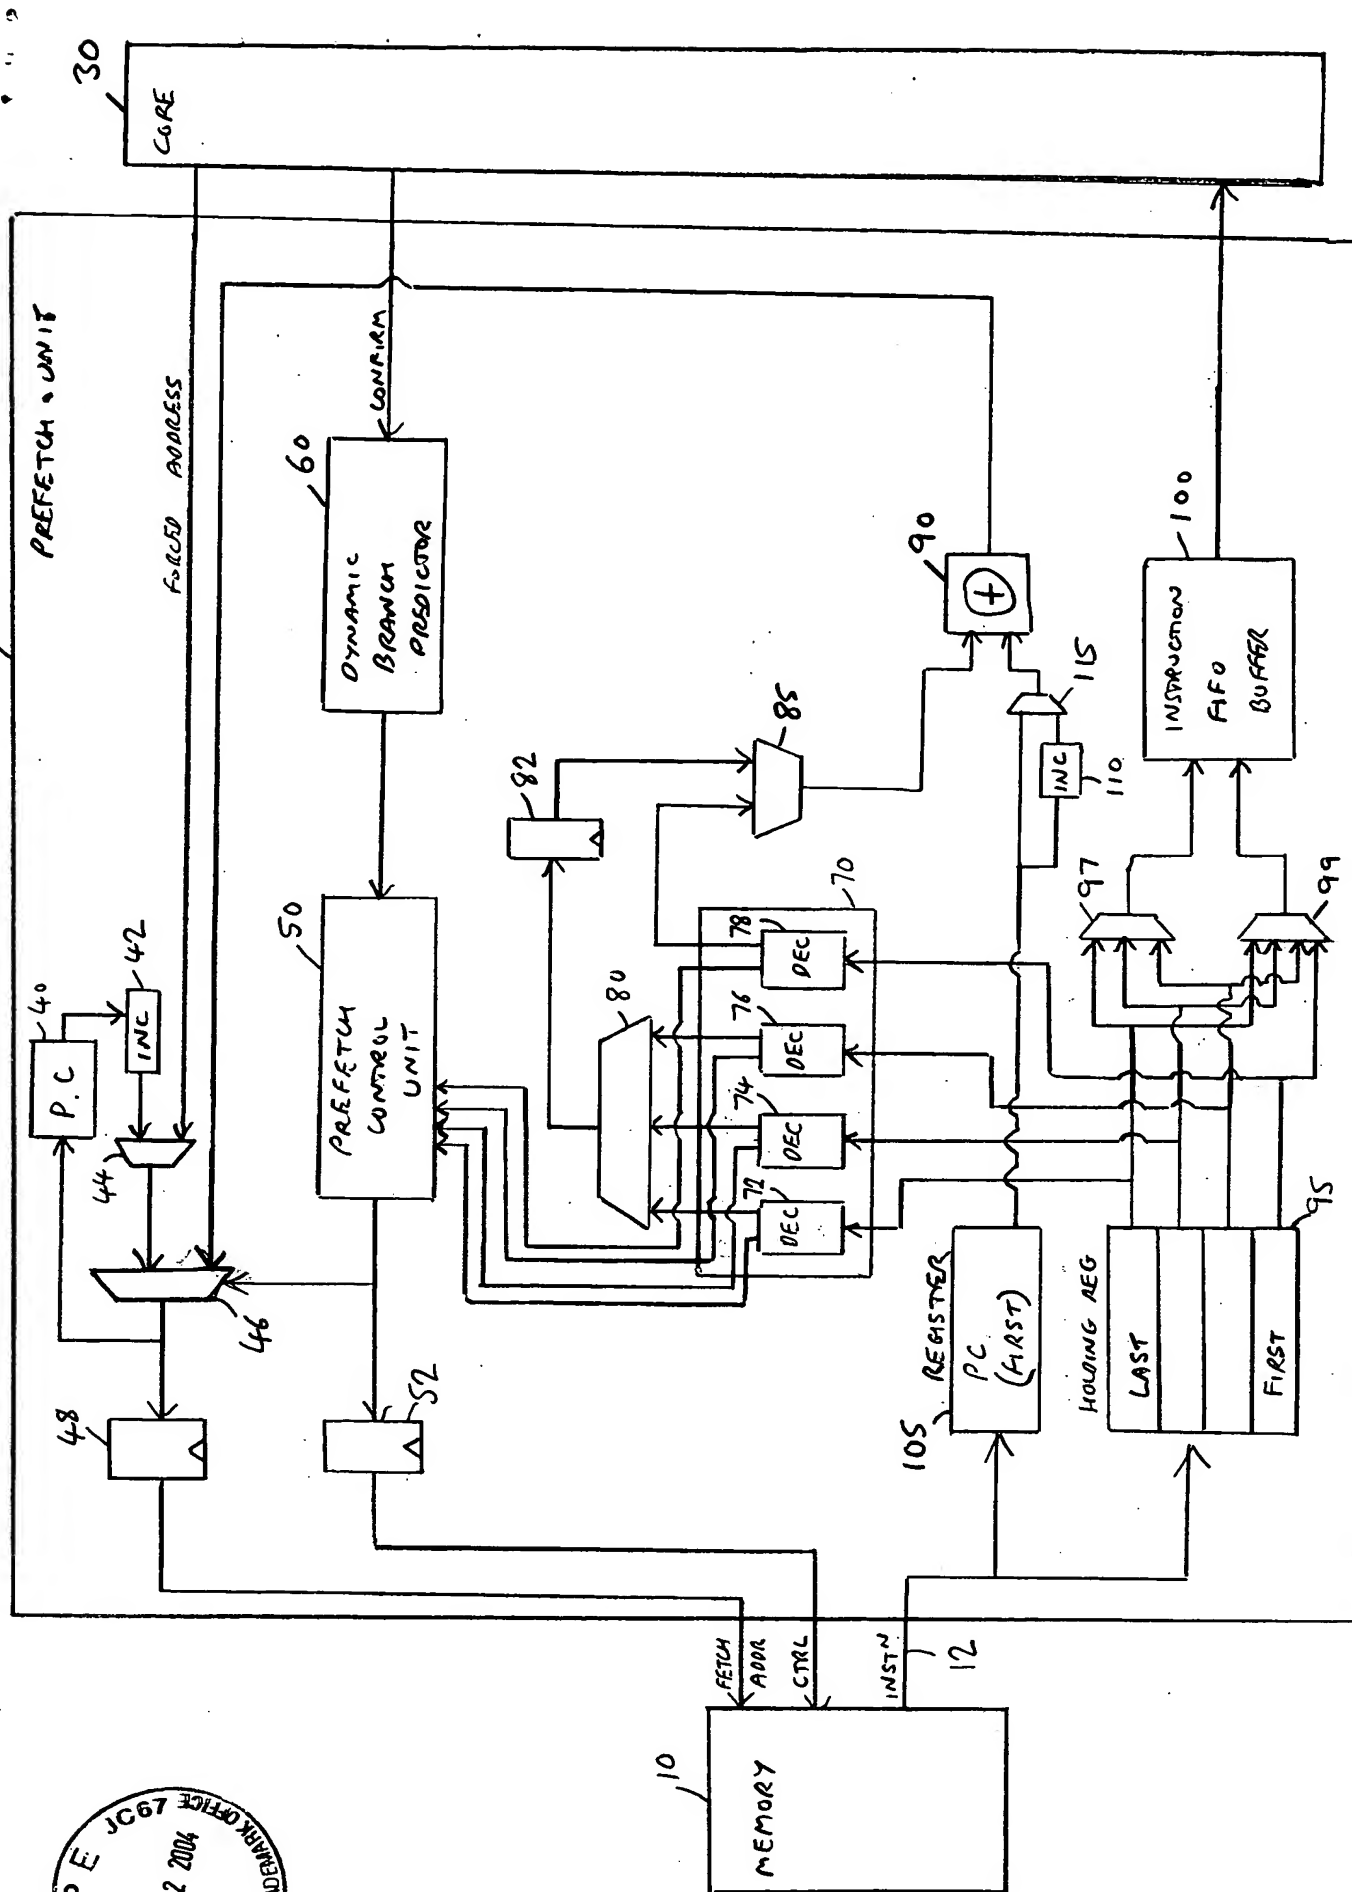 PREFETCH UNIT
30
CORE
FORCED ADDRESS
CONFIRM
60
DYNAMIC
BRANCH
PREDICTOR
50
PREFETCH
CONTROL
UNIT
40
P.C
42
INC
44
46
48
52
82
85
80
70
78
DEC
76
DEC
74
DEC
72
DEC
90
+
115
INC
110
100
INSTRUCTION
FIFO
BUFFER
97
99
105
REGISTER
PC
(FIRST)
HOLDING REG
LAST
FIRST
95
FETCH
ADDR
CTRL
INSTN
12
10
MEMORY
P E
JC67
2 2004
OFFICE